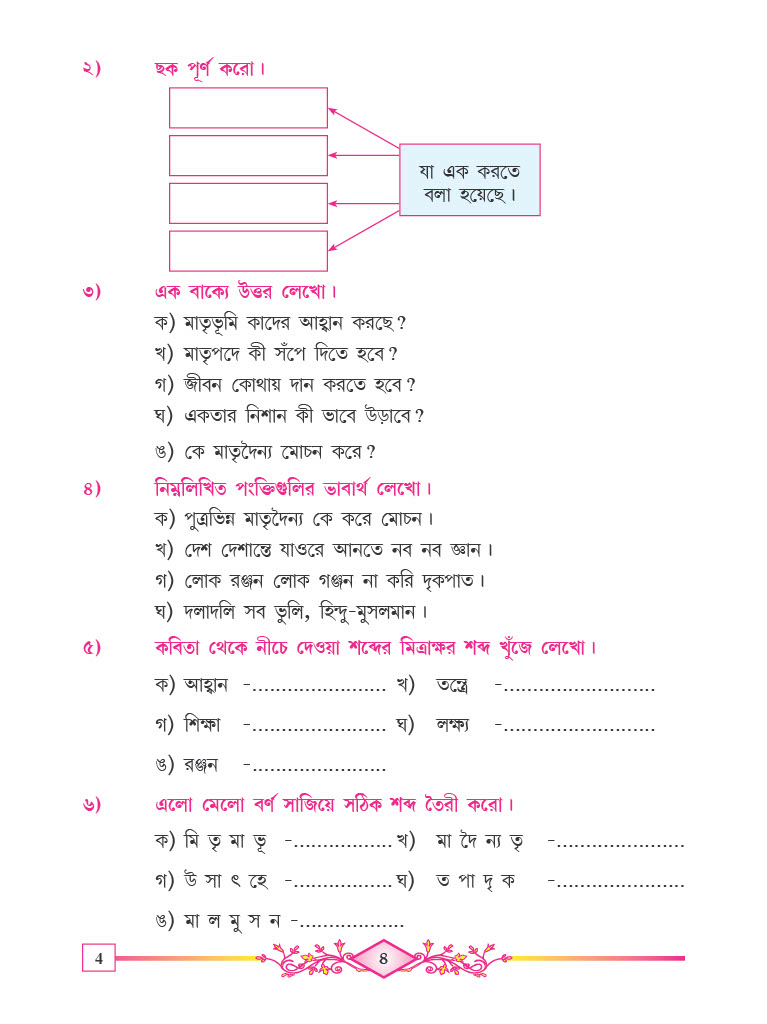 ২) ছক পূর্ণ করো।
যা এক করতে
বলা হয়েছে।
৩) এক বাক্যে উত্তর লেখো।
ক) মাতৃভূমি কাদের আহ্বান করছে?
খ) মাতৃপদে কী সঁপে দিতে হবে?
গ) জীবন কোথায় দান করতে হবে?
ঘ) একতার নিশান কী ভাবে উড়াবে?
ঙ) কে মাতৃদৈন্য মোচন করে?
৪) নিম্নলিখিত পংক্তিগুলির ভাবার্থ লেখো।
ক) পুত্রভিন্ন মাতৃদৈন্য কে করে মোচন।
খ) দেশ দেশান্তে যাওরে আনতে নব নব জ্ঞান।
গ) লোক রঞ্জন লোক গঞ্জন না করি দৃকপাত।
ঘ) দলাদলি সব ভুলি, হিন্দু-মুসলমান।
৫) কবিতা থেকে নীচে দেওয়া শব্দের মিত্রাক্ষর শব্দ খুঁজে লেখো।
ক) আহ্বান -....................... খ) তন্ত্রে -..........................
গ) শিক্ষা -....................... ঘ) লক্ষ্য -..........................
ঙ) রঞ্জন -.......................
৬) এলো মেলো বর্ণ সাজিয়ে সঠিক শব্দ তৈরী করো।
ক) মি তৃ মা ভূ -................. খ) মা দৈ ন্য তৃ -......................
গ) উ সা ৎ হে -................. ঘ) ত পা দৃ ক -......................
ঙ) মা ল মু স ন -..................
4 8